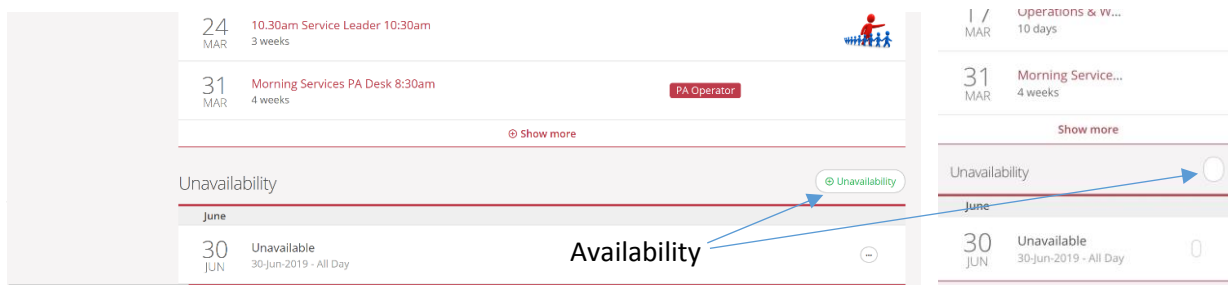 24
MAR
10.30am Service Leader 10:30am
3 weeks
31
MAR
Morning Services PA Desk 8:30am
4 weeks
PA Operator
Show more
Unavailability
Unavailability
June
30
JUN
Unavailable
30-Jun-2019 - All Day
Availability
17
MAR
Operations & W...
10 days
31
MAR
Morning Service...
4 weeks
Show more
Unavailability
June
30
JUN
Unavailable
30-Jun-2019 - All Day